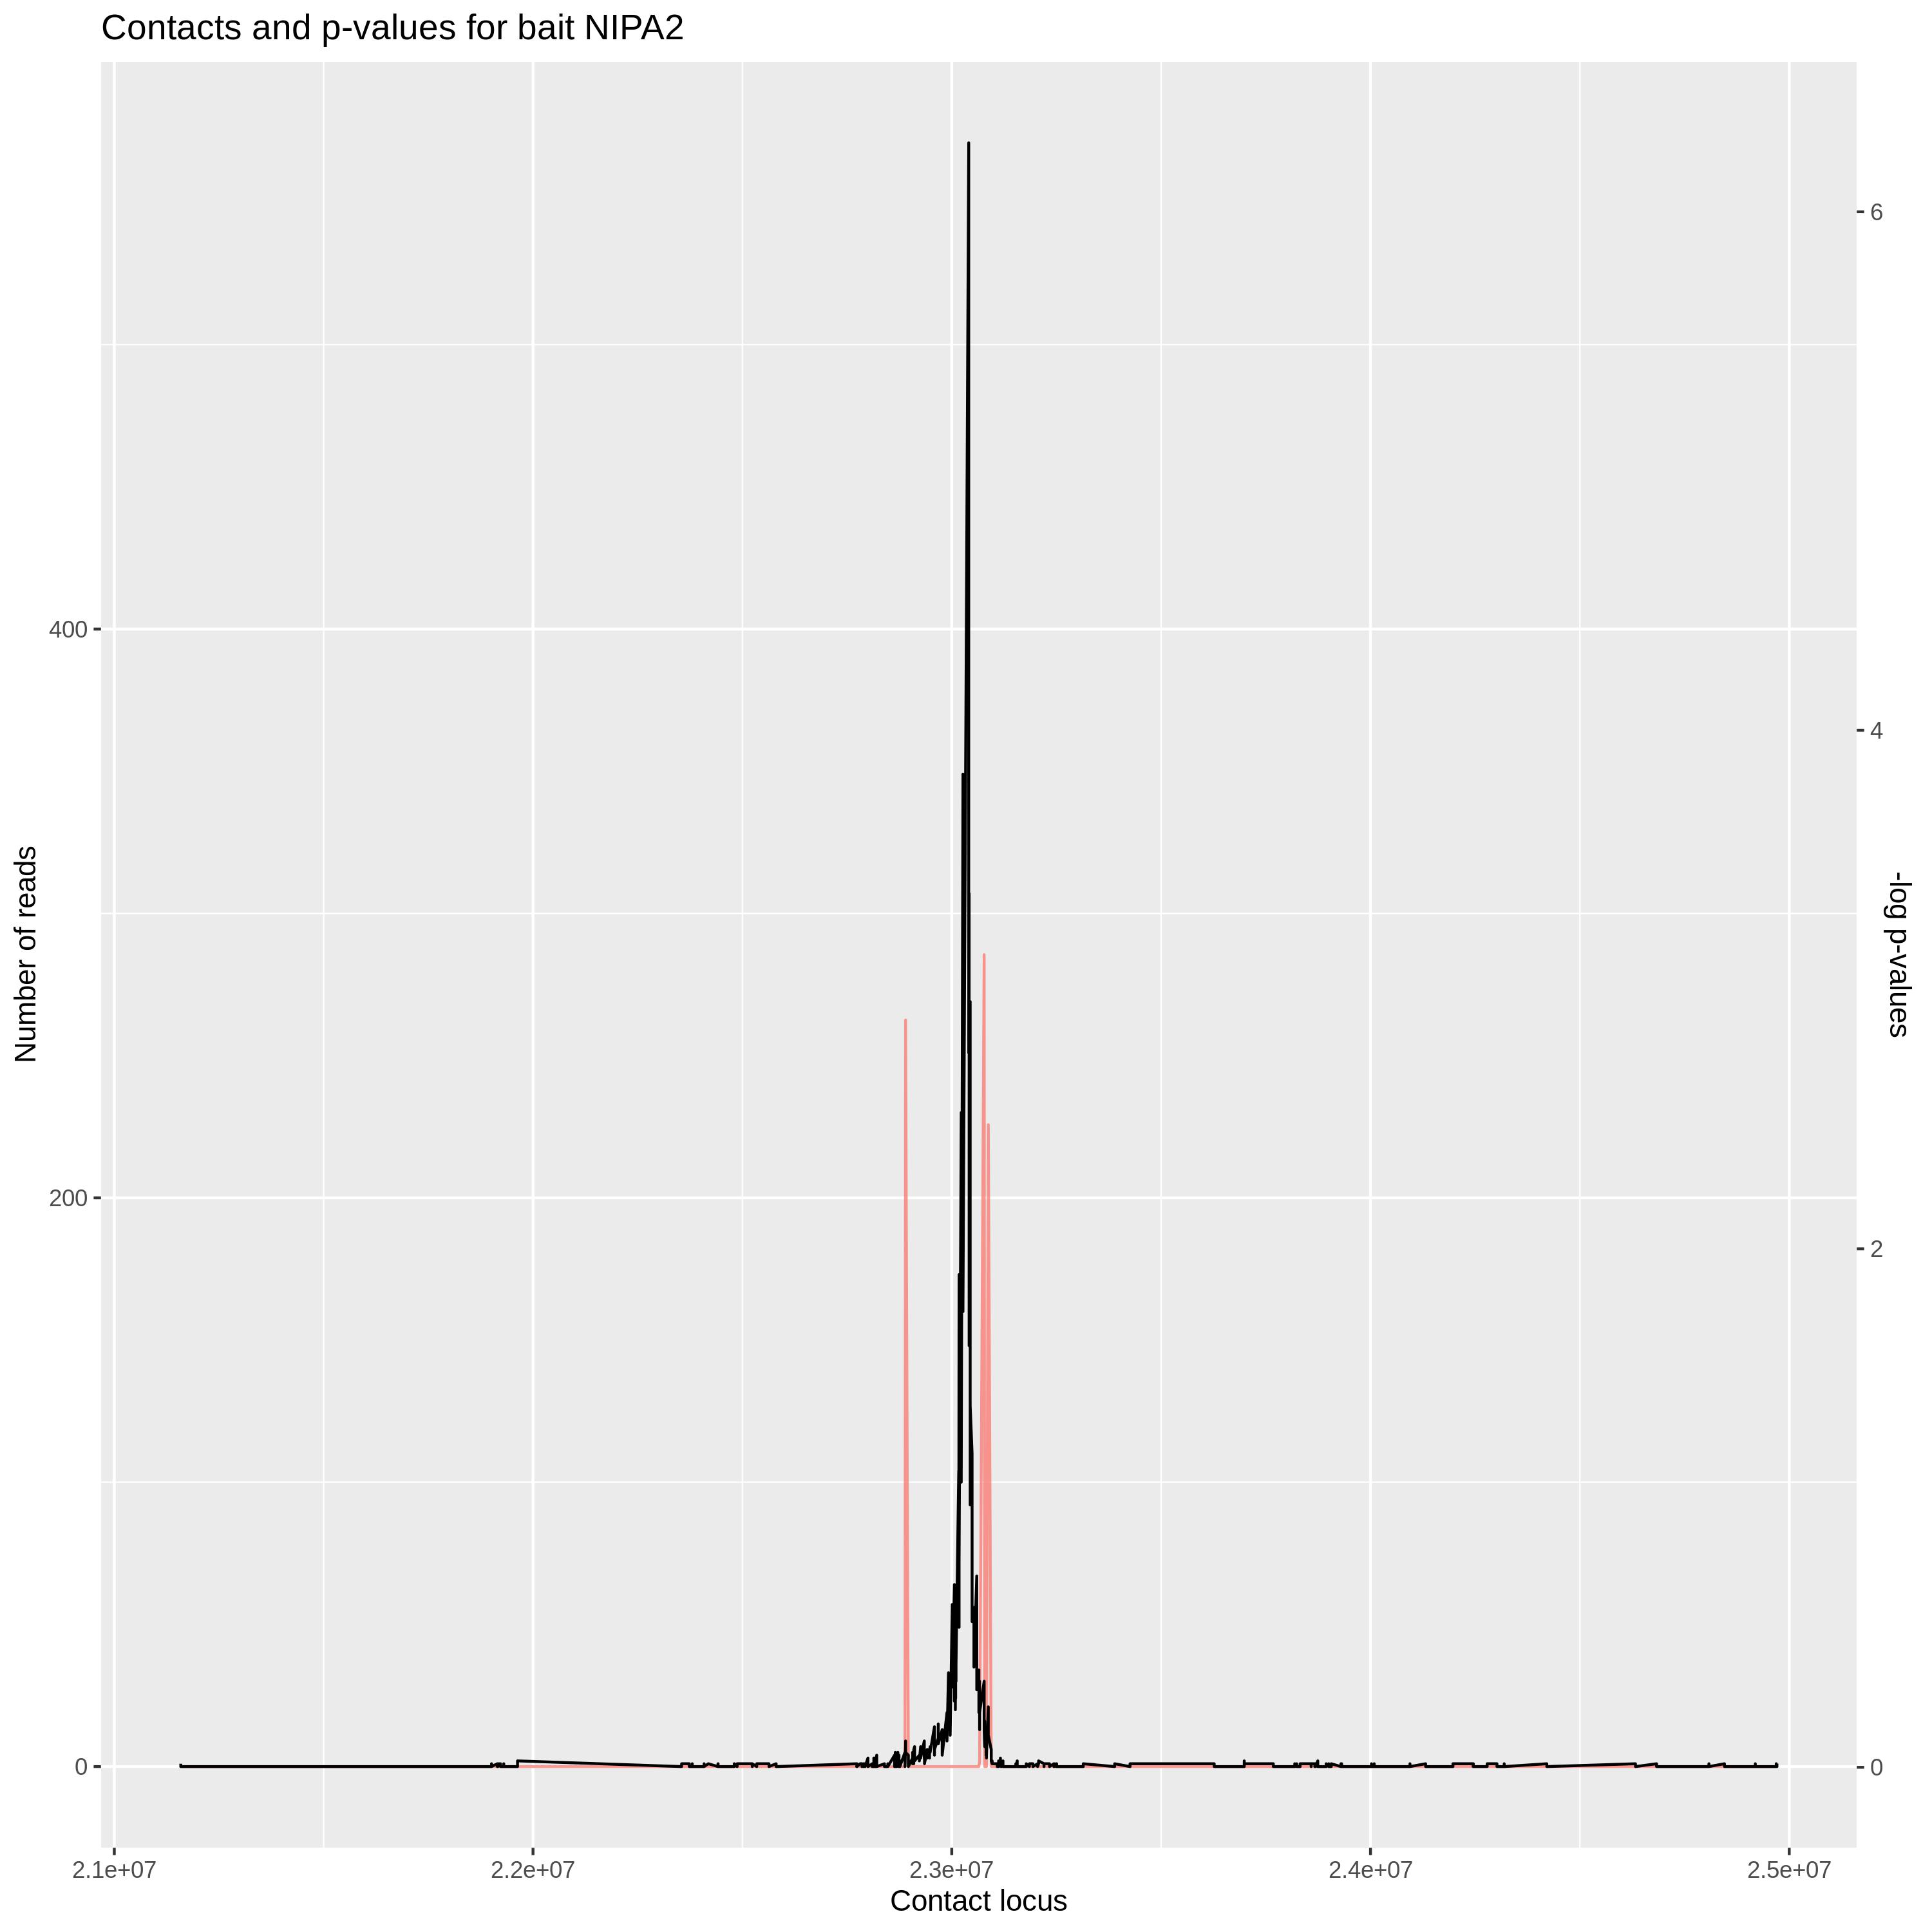 Contacts and p-values for bait NIPA2
Number of reads
400
200
0
6
4
2
0
-log p-values
2.1e+07 2.2e+07 2.3e+07 2.4e+07 2.5e+07
Contact locus